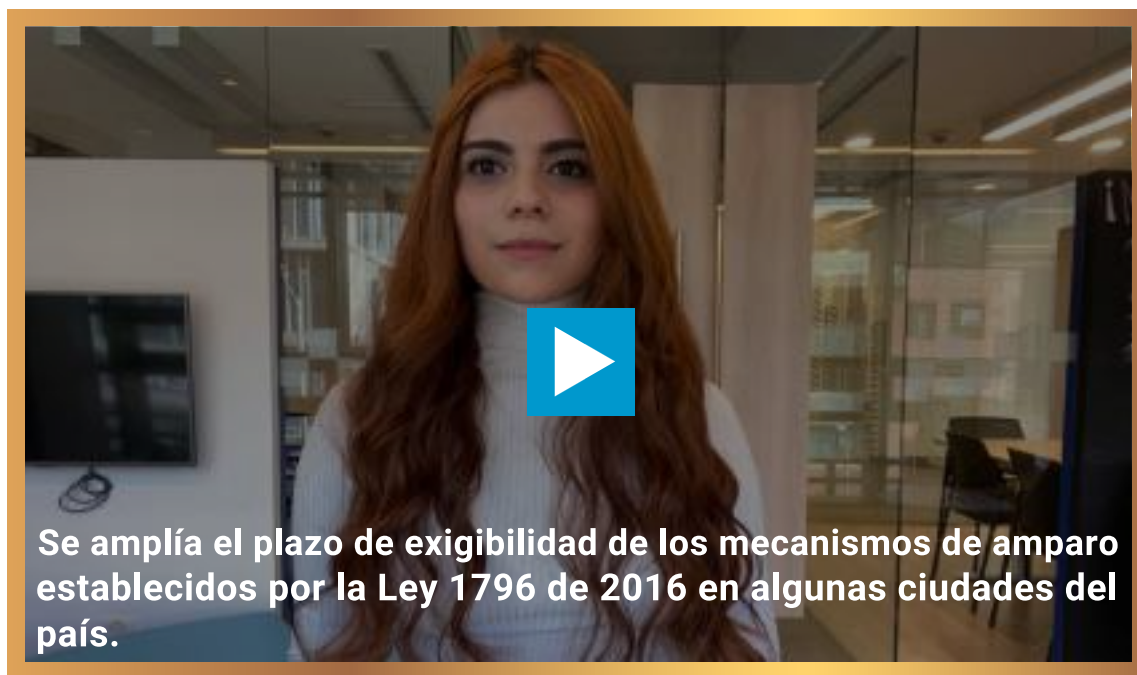 Se amplía el plazo de exigibilidad de los mecanismos de amparo
establecidos por la Ley 1796 de 2016 en algunas ciudades del
país.